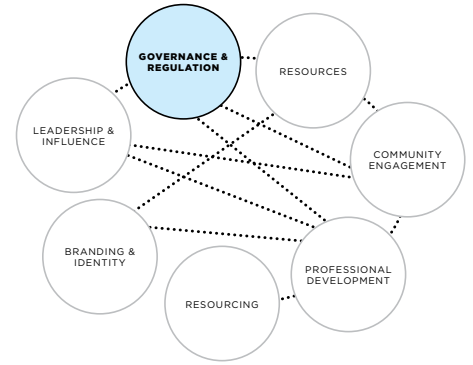 GOVERNANCE &
REGULATION
RESOURCES
LEADERSHIP &
INFLUENCE
COMMUNITY
ENGAGEMENT
BRANDING &
IDENTITY
PROFESSIONAL
DEVELOPMENT
RESOURCING